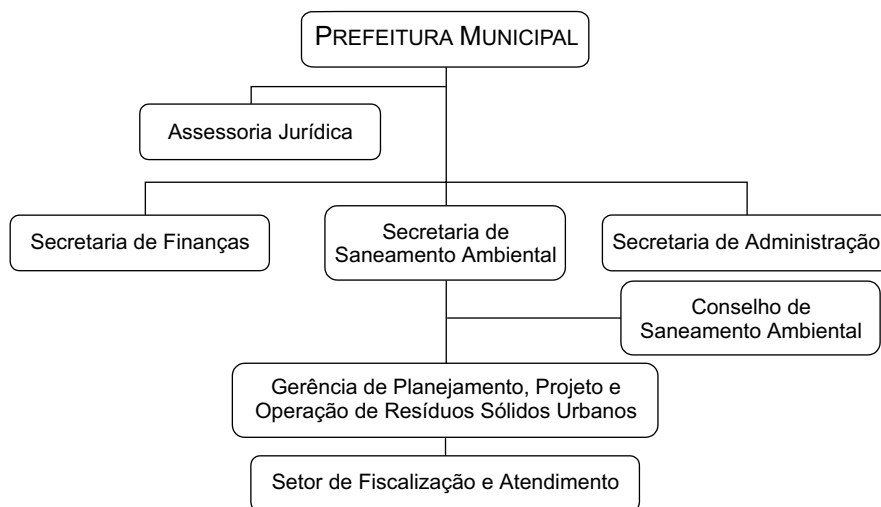 PREFEITURA MUNICIPAL
Assessoria Jurídica
Secretaria de Finanças
Secretaria de
Saneamento Ambiental
Secretaria de Administração
Conselho de
Saneamento Ambiental
Gerência de Planejamento, Projeto e
Operação de Resíduos Sólidos Urbanos
Setor de Fiscalização e Atendimento